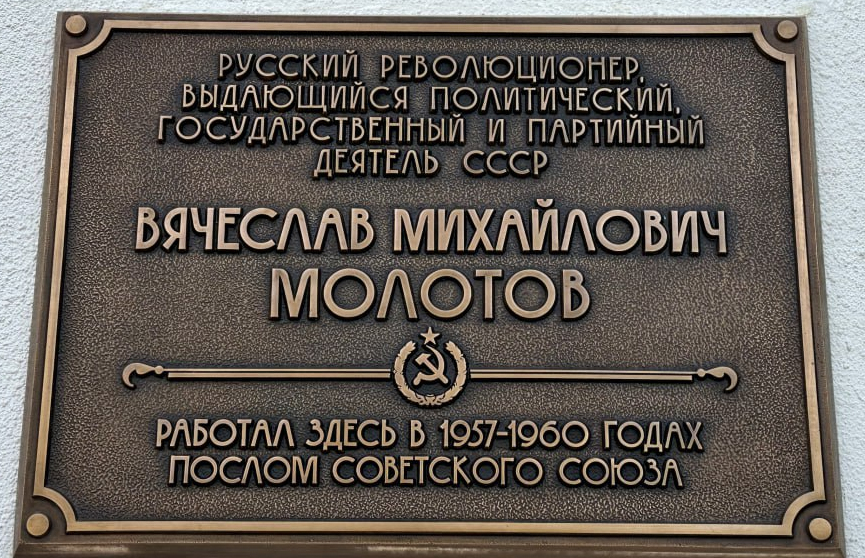 РУССКИЙ РЕВОЛЮЦИОНЕР,
ВЫДАЮЩИЙСЯ ПОЛИТИЧЕСКИЙ,
ГОСУДАРСТВЕННЫЙ И ПАРТИЙНЫЙ
ДЕЯТЕЛЬ СССР
ВЯЧЕСЛАВ МИХАЙЛОВИЧ
МОЛОТОВ
РАБОТАЛ ЗДЕСЬ В 1957-1960 ГОДАХ
ПОСЛОМ СОВЕТСКОГО СОЮЗА